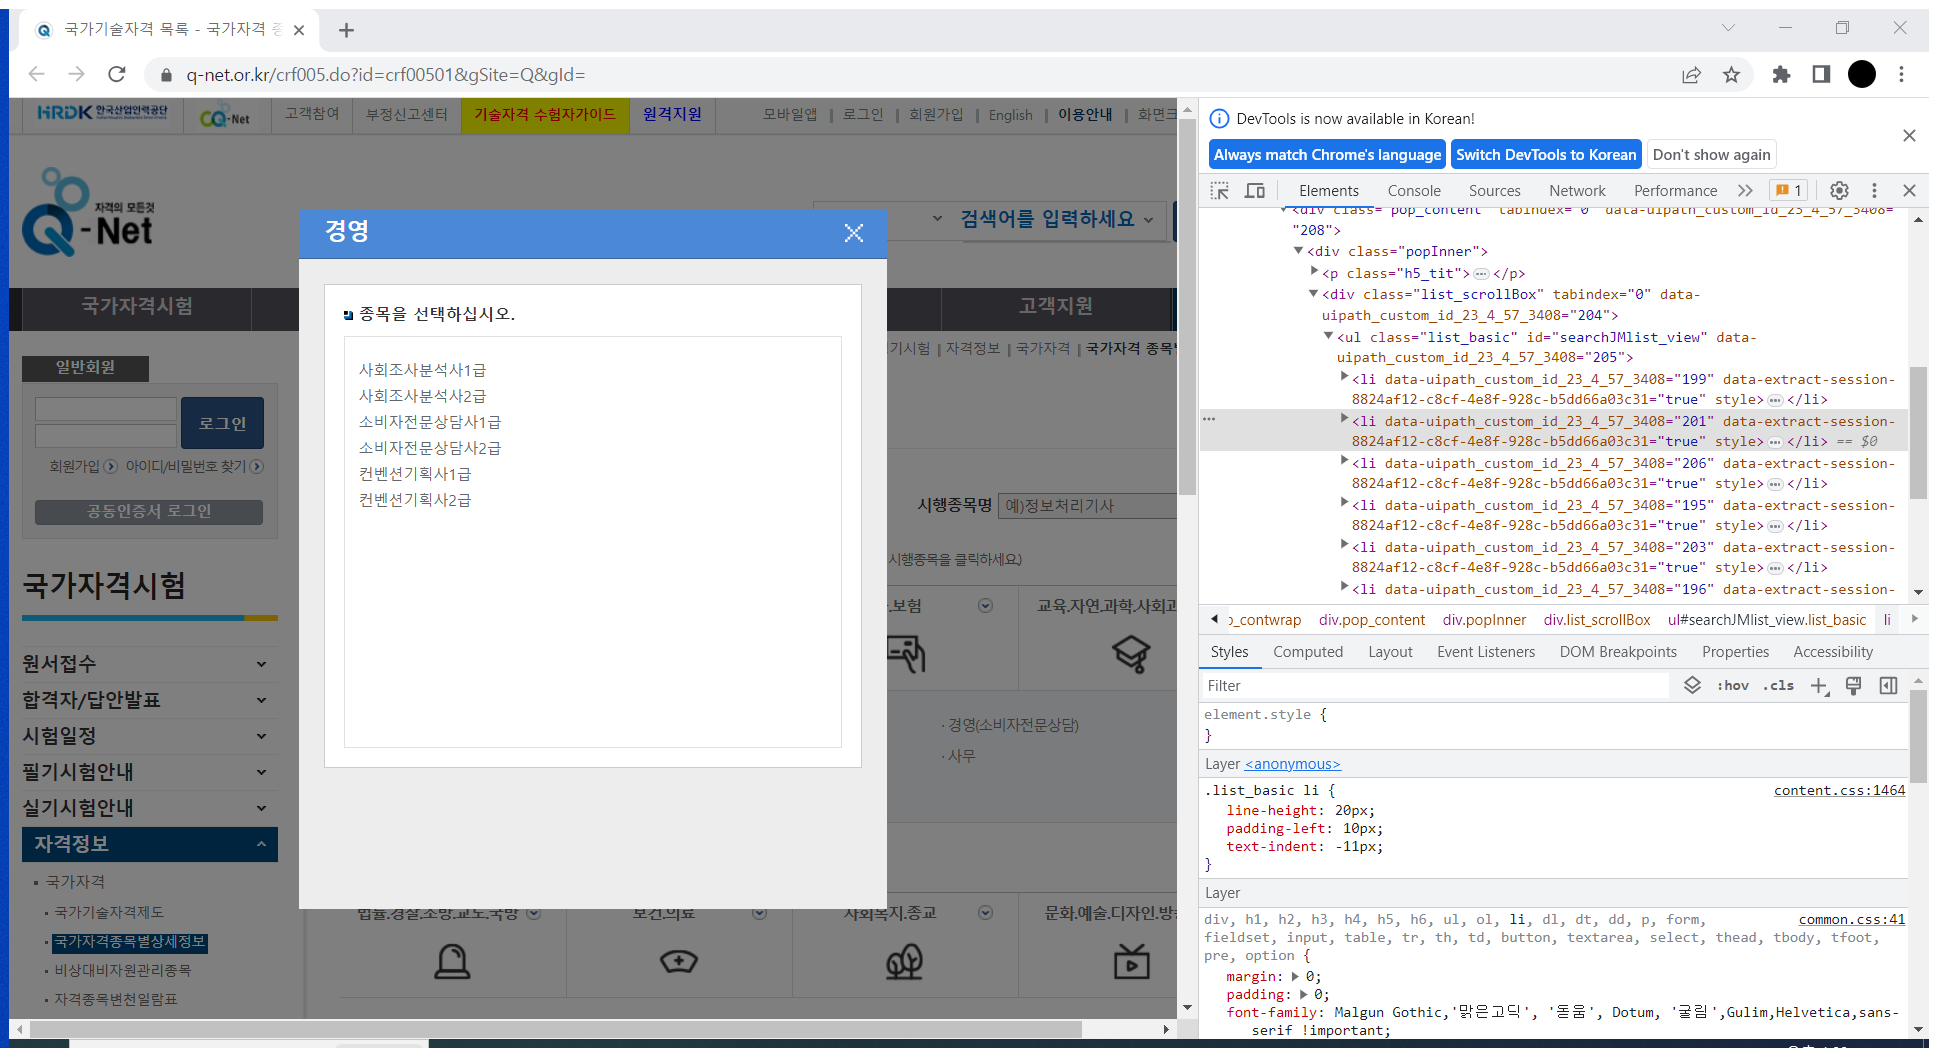 국가기술자격 목록 - 국가자격 종
q-net.or.kr/crf005.do?id=crf00501&gSite=Q&gId=
HRDK 한국산업인력공단
Q-Net
고객참여
부정신고센터
기술자격 수험자가이드
원격지원
모바일앱 | 로그인 | 회원가입 | English | 이용안내 | 화면크
자격의 모든것
Q-Net
검색어를 입력하세요
국가자격시험
고객지원
기시험 | 자격정보 | 국가자격 | 국가자격 종목
일반회원
로그인
회원가입 아이디/비밀번호 찾기
공동인증서 로그인
국가자격시험
원서접수
합격자/답안발표
시험일정
필기시험안내
실기시험안내
자격정보
국가자격
국가기술자격제도
국가자격종목별상세정보
비상대비자원관리종목
자격종목변천일람표
경영
종목을 선택하십시오.
사회조사분석사1급
사회조사분석사2급
소비자전문상담사1급
소비자전문상담사2급
컨벤션기획사1급
컨벤션기획사2급
시행종목명 예)정보처리기사
시행종목을 클릭하세요.)
.보험
교육.자연.과학.사회과
· 경영(소비자전문상담)
· 사무
법률.경찰.소방.교도.국방
보건.의료
사회복지.종교
문화.예술.디자인.방
DevTools is now available in Korean!
Always match Chrome's language
Switch DevTools to Korean
Don't show again
Elements Console Sources Network Performance 1
<div class="pop_content" tabindex="0" data-uipath_custom_id_23_4_57_3408=
"208">
<div class="popInner">
<p class="h5_tit">…</p>
<div class="list_scrollBox" tabindex="0" data-
uipath_custom_id_23_4_57_3408="204">
<ul class="list_basic" id="searchJMlist_view" data-
uipath_custom_id_23_4_57_3408="205">
<li data-uipath_custom_id_23_4_57_3408="199" data-extract-session-
8824af12-c8cf-4e8f-928c-b5dd66a03c31="true" style>…</li>
<li data-uipath_custom_id_23_4_57_3408="201" data-extract-session-
8824af12-c8cf-4e8f-928c-b5dd66a03c31="true" style>…</li> == $0
<li data-uipath_custom_id_23_4_57_3408="206" data-extract-session-
8824af12-c8cf-4e8f-928c-b5dd66a03c31="true" style>…</li>
<li data-uipath_custom_id_23_4_57_3408="195" data-extract-session-
8824af12-c8cf-4e8f-928c-b5dd66a03c31="true" style>…</li>
<li data-uipath_custom_id_23_4_57_3408="203" data-extract-session-
8824af12-c8cf-4e8f-928c-b5dd66a03c31="true" style>…</li>
<li data-uipath_custom_id_23_4_57_3408="196" data-extract-session-
p_contwrap div.pop_content div.popInner div.list_scrollBox ul#searchJMlist_view.list_basic li
Styles Computed Layout Event Listeners DOM Breakpoints Properties Accessibility
Filter :hov .cls
element.style {
}
Layer <anonymous>
.list_basic li { content.css:1464
line-height: 20px;
padding-left: 10px;
text-indent: -11px;
}
Layer
div, h1, h2, h3, h4, h5, h6, ul, ol, li, dl, dt, dd, p, form, common.css:41
fieldset, input, table, tr, th, td, button, textarea, select, thead, tbody, tfoot,
pre, option {
margin: 0;
padding: 0;
font-family: Malgun Gothic,'맑은고딕', '돋움', Dotum, '굴림',Gulim,Helvetica,sans-
serif !important;